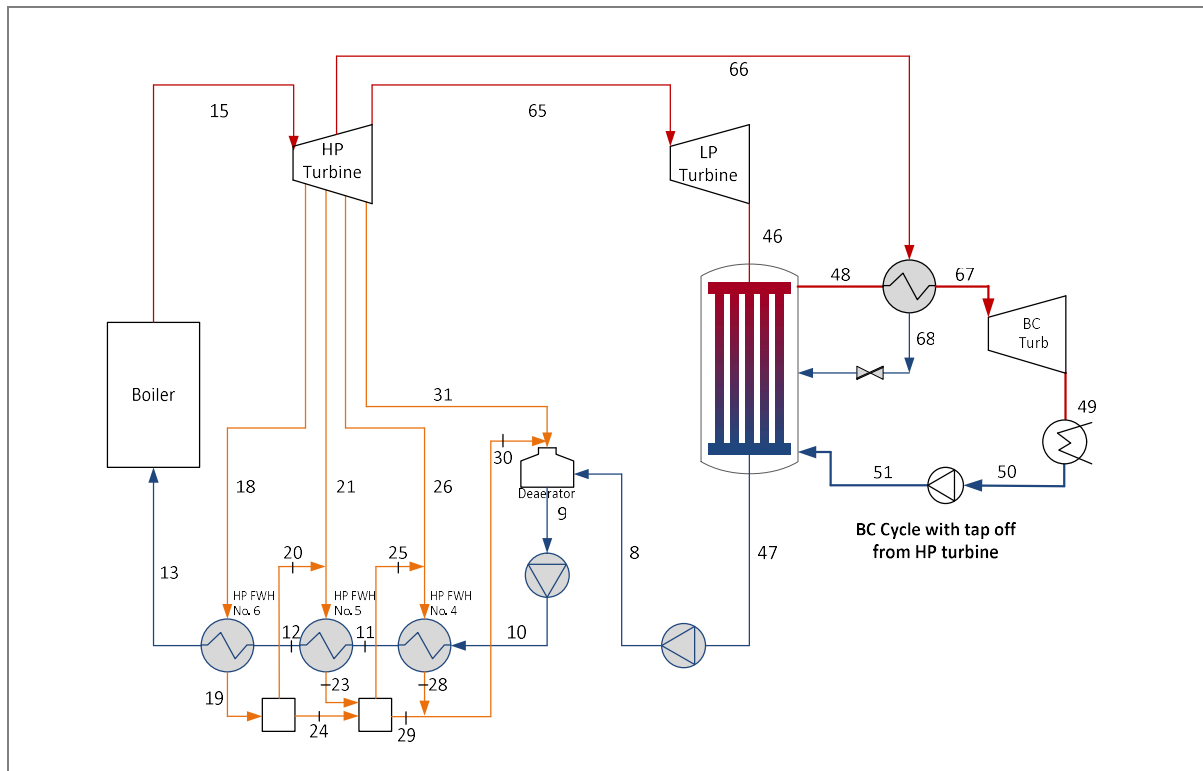 66
15
65
HP
Turbine
LP
Turbine
46
48
67
BC
Turb
68
Boiler
31
49
30
Deaerator
18
21
26
9
51
50
BC Cycle with tap off
from HP turbine
20
25
8
47
13
HP FWH
No. 6
HP FWH
No. 5
HP FWH
No. 4
12
11
10
19
23
28
24
29